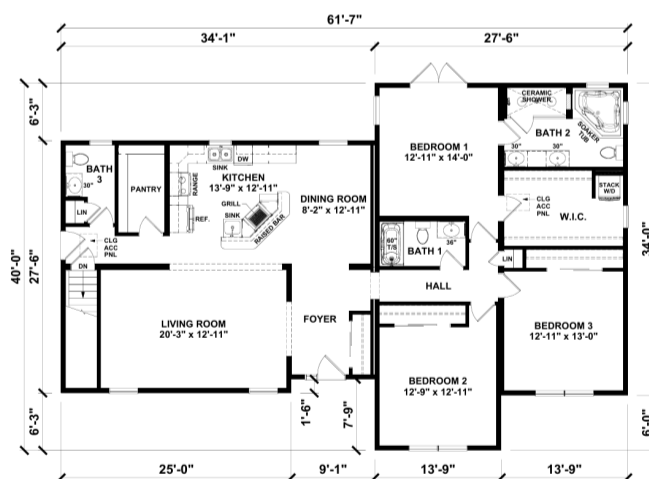 61'-7"
34'-1"
27'-6"
6'-3"
40'-0"
27'-6"
6'-3"
BATH 3
30"
LIN
PANTRY
CLG
ACC
PNL
DN
SINK
DW
RANGE
REF.
KITCHEN
13'-9" x 12'-11"
GRILL
SINK
RAISED BAR
DINING ROOM
8'-2" x 12'-11"
LIVING ROOM
20'-3" x 12'-11"
FOYER
BEDROOM 1
12'-11" x 14'-0"
CERAMIC
SHOWER
SOAKER
TUB
BATH 2
30"
30"
CLG
ACC
PNL
STACK
W/D
W.I.C.
60"
T/S
36"
BATH 1
LIN
HALL
BEDROOM 3
12'-11" x 13'-0"
BEDROOM 2
12'-9" x 12'-11"
34'-0"
6'-0"
1'-6"
7'-9"
25'-0"
9'-1"
13'-9"
13'-9"